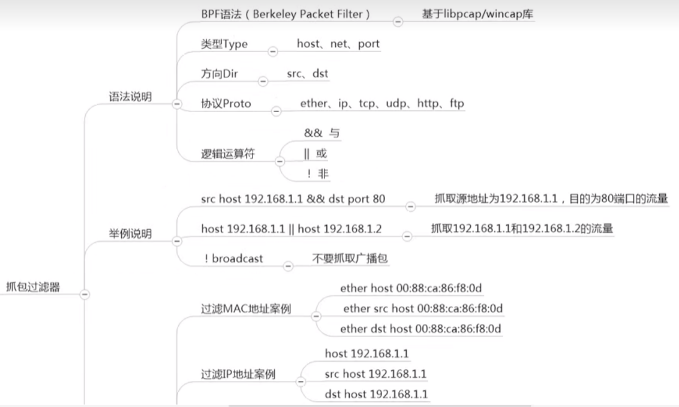 BPF语法（Berkeley Packet Filter）
基于libpcap/wincap库
类型Type
host、net、port
方向Dir
src、dst
语法说明
协议Proto
ether、ip、tcp、udp、http、ftp
&& 与
逻辑运算符
|| 或
！非
src host 192.168.1.1 && dst port 80
抓取源地址为192.168.1.1，目的为80端口的流量
举例说明
host 192.168.1.1 || host 192.168.1.2
抓取192.168.1.1和192.168.1.2的流量
！broadcast
不要抓取广播包
抓包过滤器
ether host 00:88:ca:86:f8:0d
过滤MAC地址案例
ether src host 00:88:ca:86:f8:0d
ether dst host 00:88:ca:86:f8:0d
host 192.168.1.1
过滤IP地址案例
src host 192.168.1.1
dst host 192.168.1.1